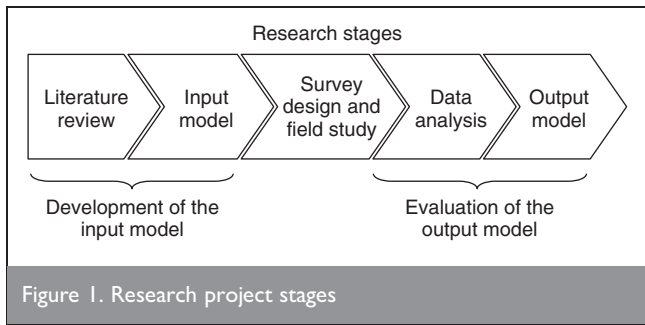 Research stages
Literature
review
Input
model
Survey
design and
field study
Data
analysis
Output
model
Development of the
input model
Evaluation of the
output model
Figure 1. Research project stages